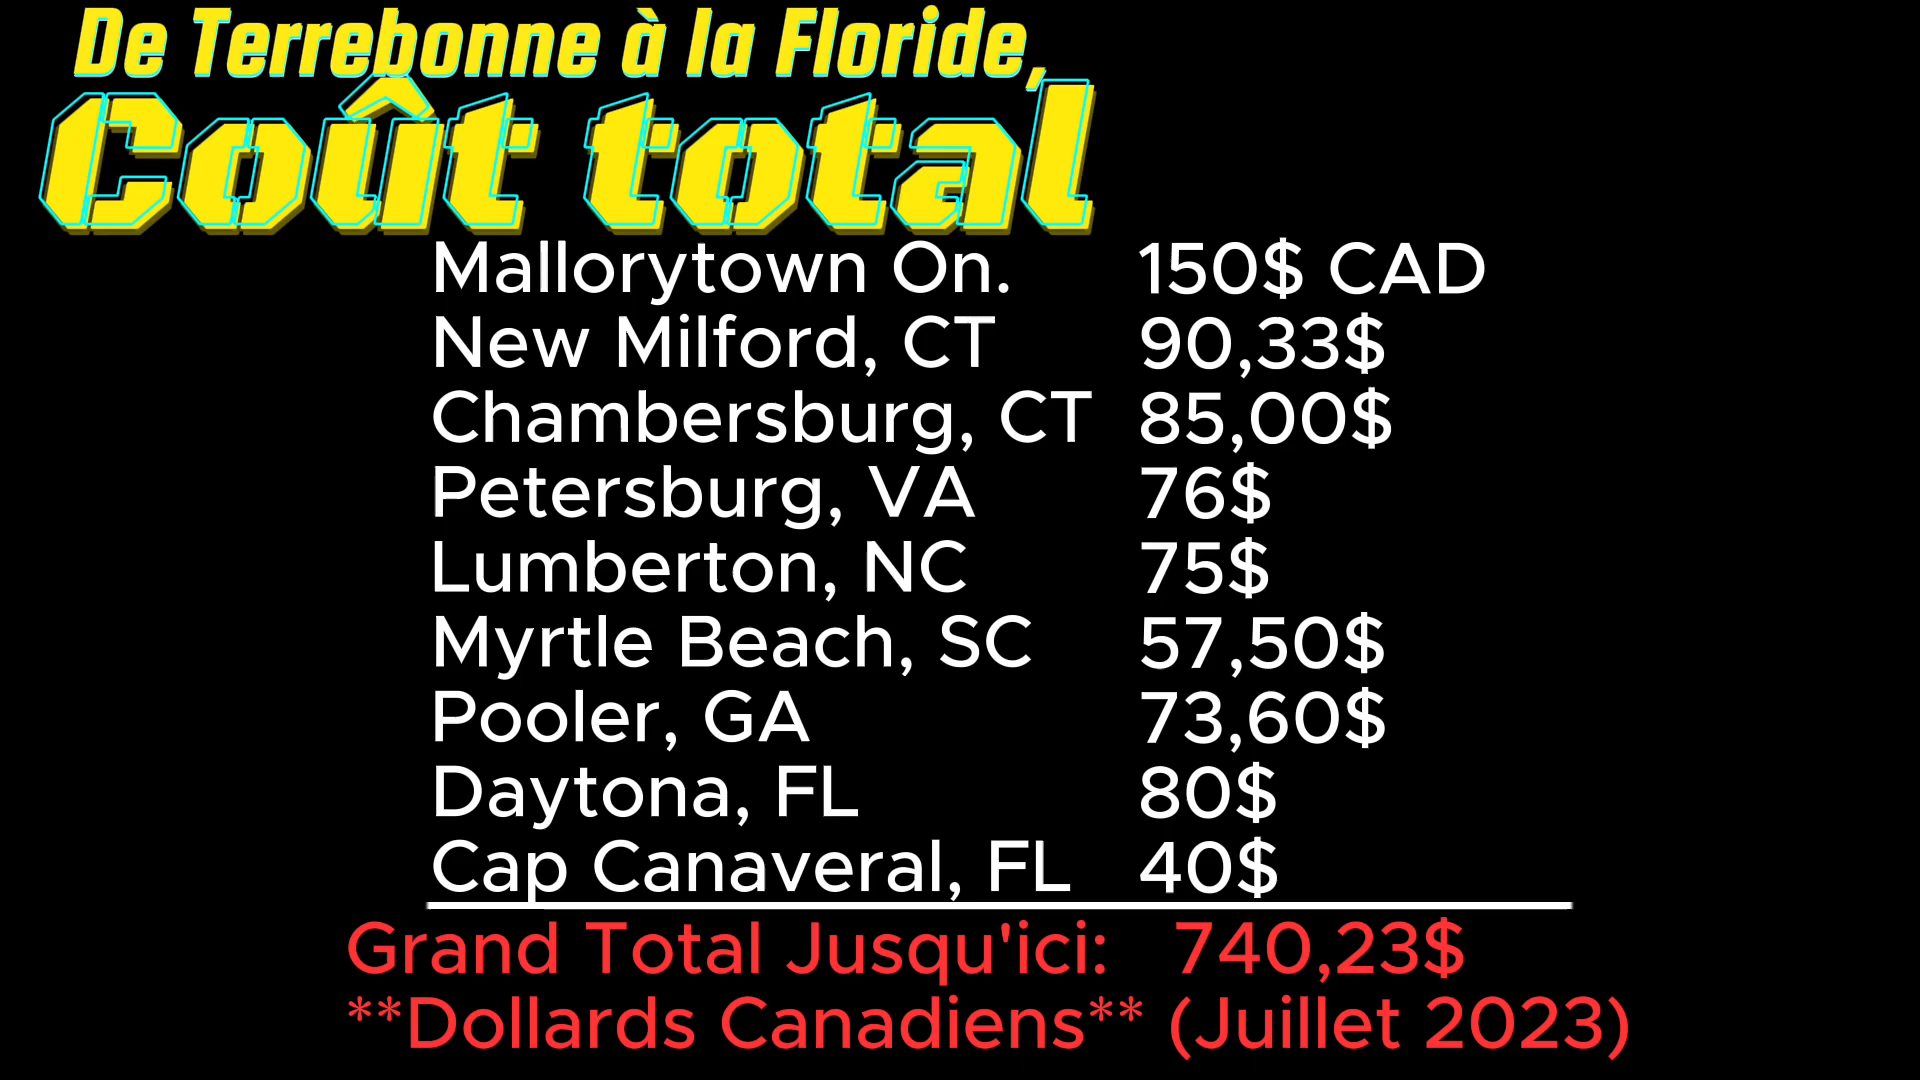 De Terrebonne à la Floride,
Coût total
Mallorytown On. 150$ CAD
New Milford, CT 90,33$
Chambersburg, CT 85,00$
Petersburg, VA 76$
Lumberton, NC 75$
Myrtle Beach, SC 57,50$
Pooler, GA 73,60$
Daytona, FL 80$
Cap Canaveral, FL 40$
Grand Total Jusqu'ici: 740,23$
**Dollards Canadiens** (Juillet 2023)